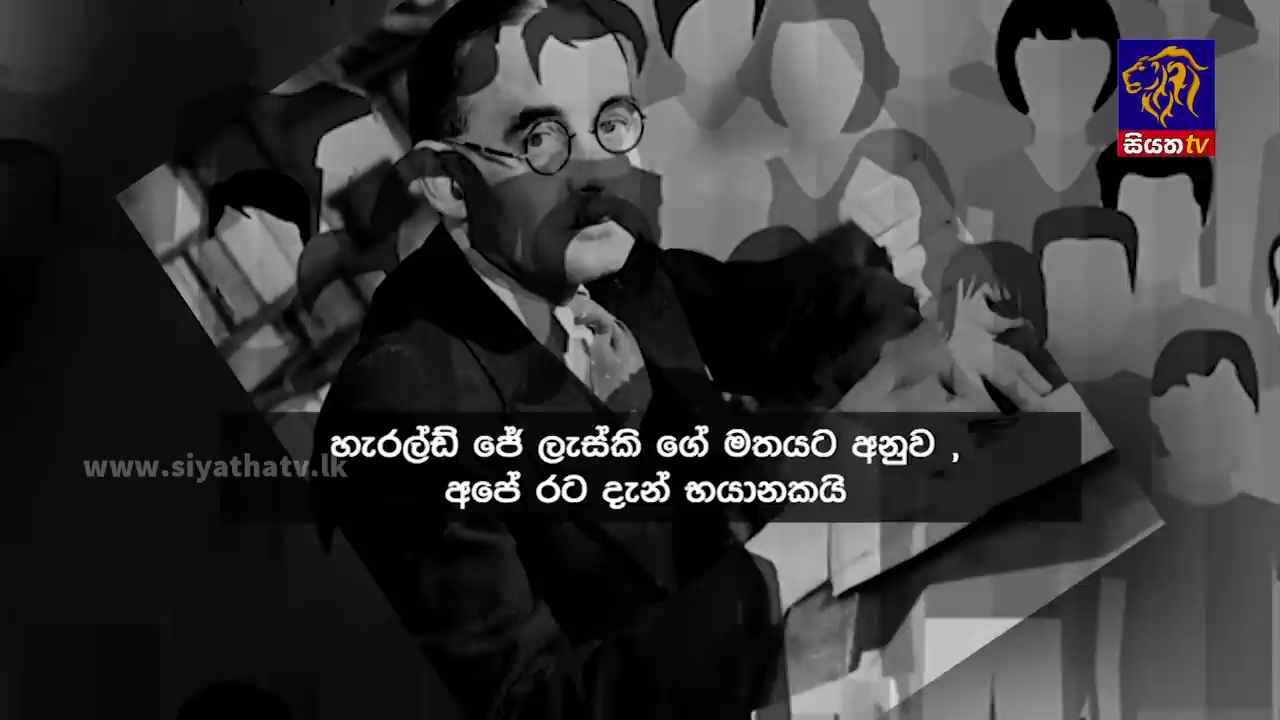 සියත tv
www.siyathatv.lk
හැරල්ඩ් ජේ ලැස්කි ගේ මතයට අනුව ,
අපේ රට දැන් භයානකයි